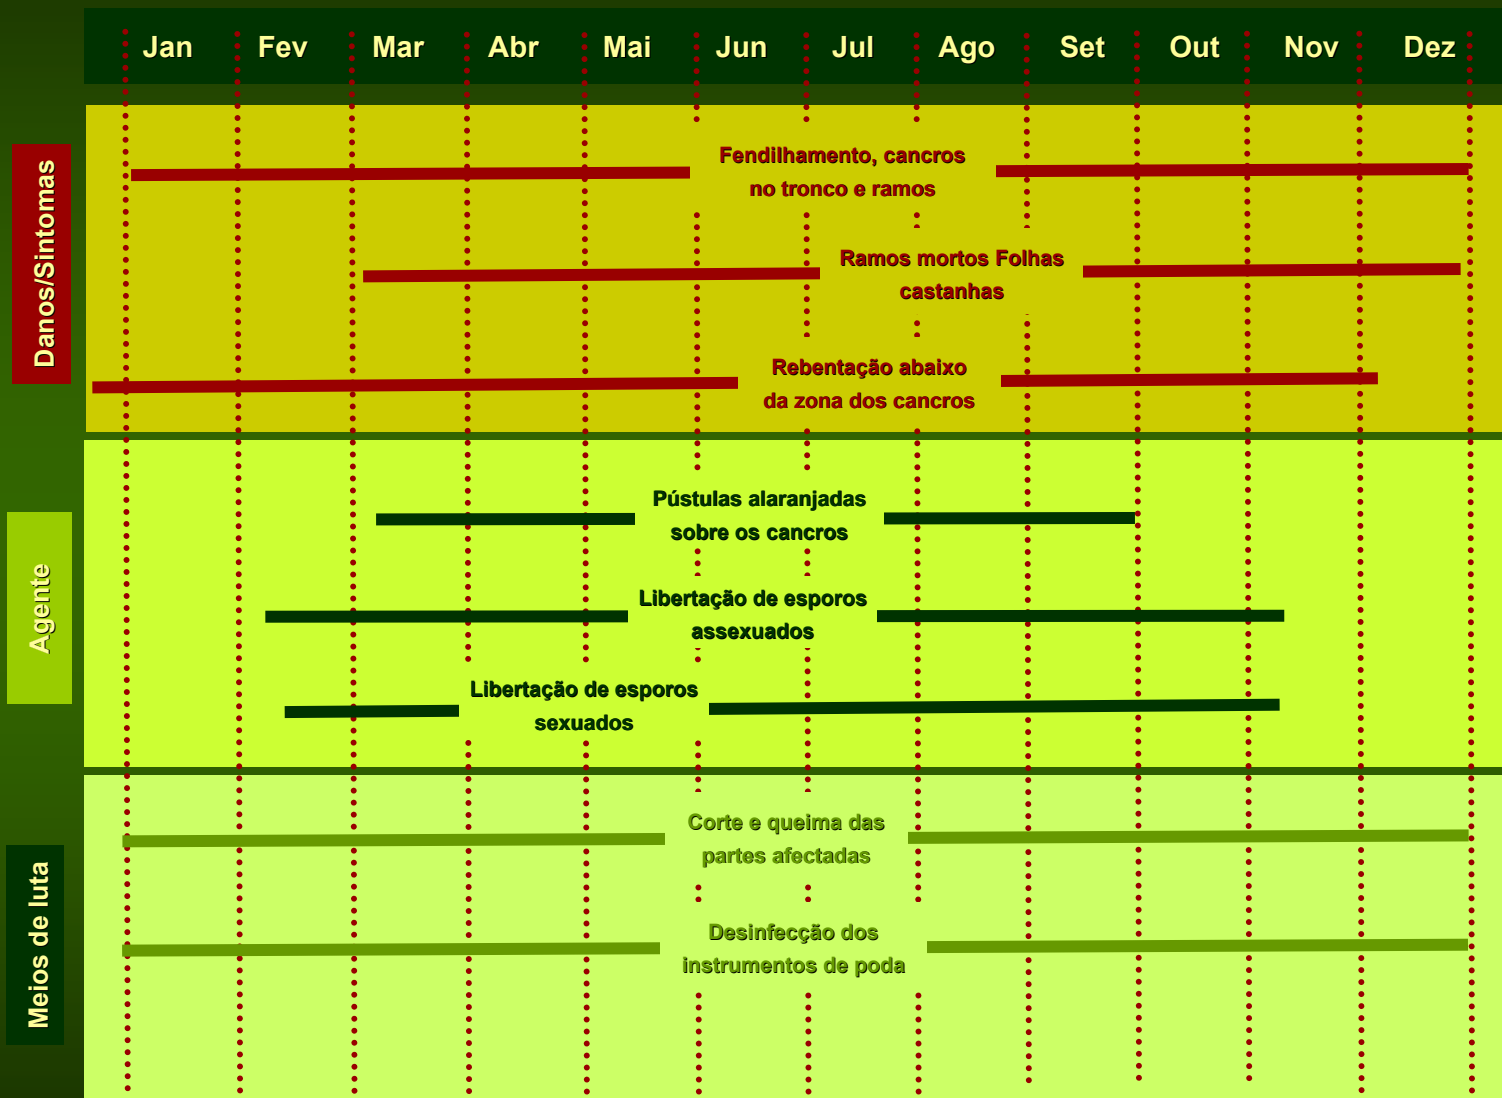 Jan Fev Mar Abr Mai Jun Jul Ago Set Out Nov Dez
Danos/Sintomas
Fendilhamento, cancros
no tronco e ramos
Ramos mortos Folhas
castanhas
Rebentação abaixo
da zona dos cancros
Agente
Pústulas alaranjadas
sobre os cancros
Libertação de esporos
assexuados
Libertação de esporos
sexuados
Meios de luta
Corte e queima das
partes afectadas
Desinfecção dos
instrumentos de poda